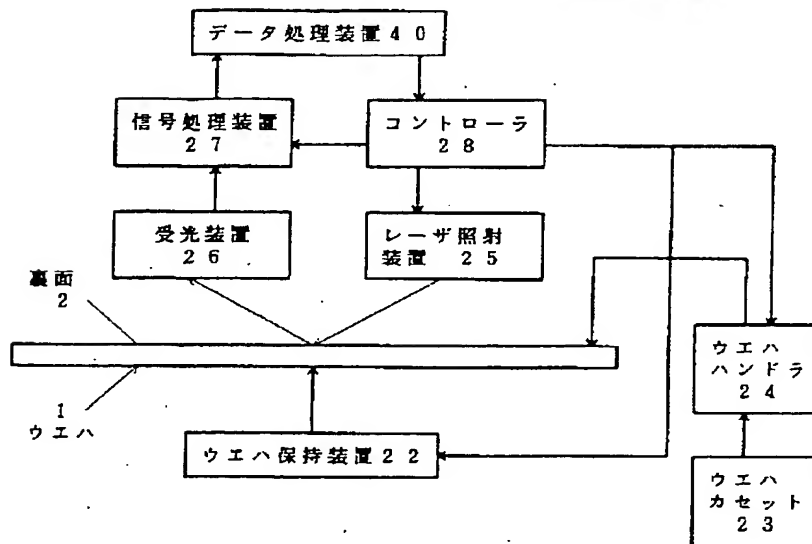 データ処理装置40
信号処理装置
27
コントローラ
28
受光装置
26
レーザ照射
装置 25
裏面
2
ウエハ
ハンドラ
24
1
ウエハ
ウエハ保持装置22
ウエハ
カセット
23